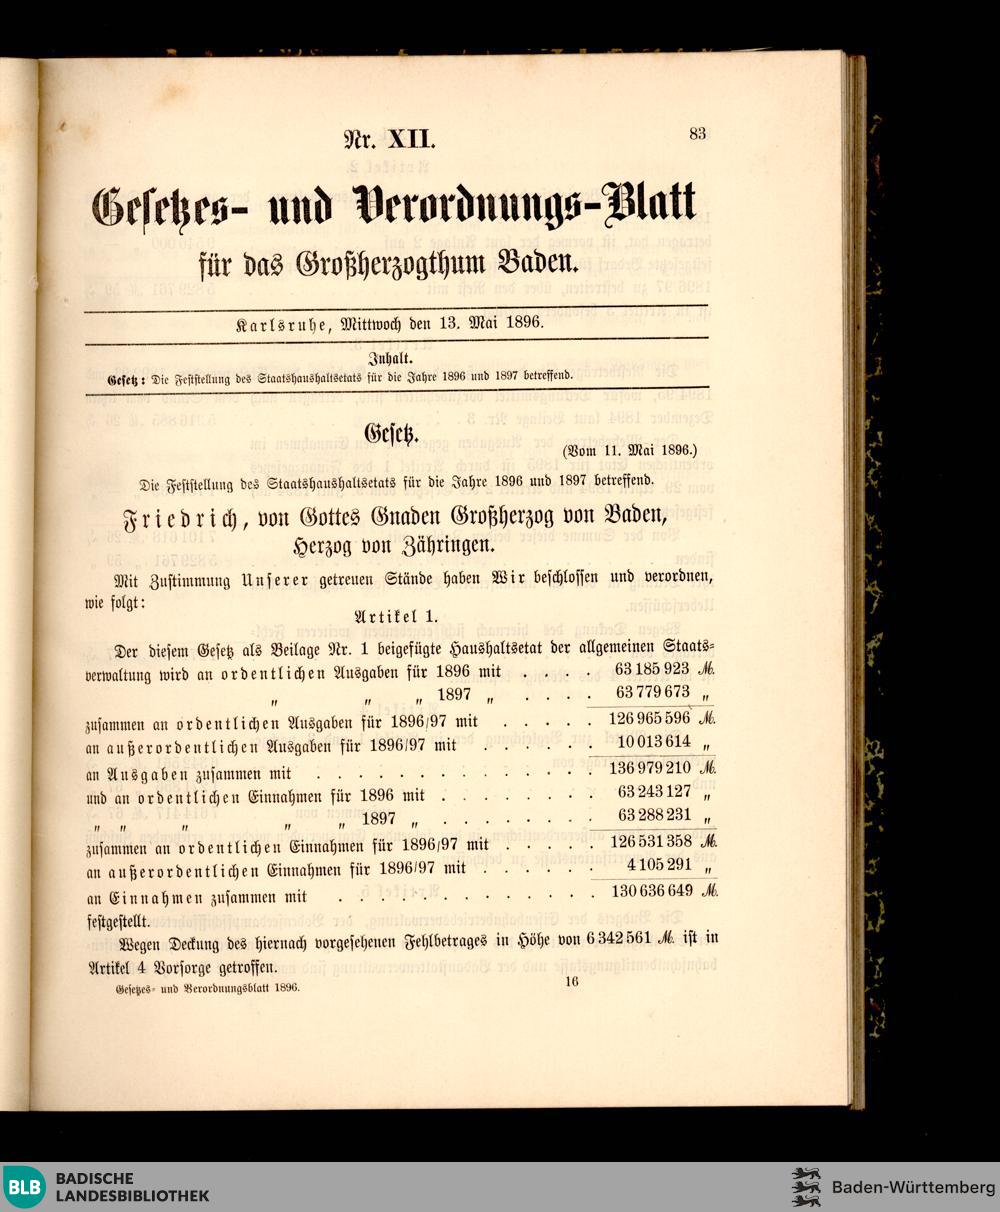 Nr. XII.
83
Gesetzes- und Verordnungs-Blatt
für das Großherzogthum Baden.
Karlsruhe, Mittwoch den 13. Mai 1896.
Inhalt.
Gesetz: Die Feststellung des Staatshaushaltsetats für die Jahre 1896 und 1897 betreffend.
Gesetz.
(Vom 11. Mai 1896.)
Die Feststellung des Staatshaushaltsetats für die Jahre 1896 und 1897 betreffend.
Friedrich, von Gottes Gnaden Großherzog von Baden,
Herzog von Zähringen.
Mit Zustimmung Unserer getreuen Stände haben Wir beschlossen und verordnen,
wie folgt:
Artikel 1.
Der diesem Gesetz als Beilage Nr. 1 beigefügte Haushaltsetat der allgemeinen Staats-
verwaltung wird an ordentlichen Ausgaben für 1896 mit . . . . 63 185 923 M.
„ „ „ 1897 „ . . . . 63 779 673 „
zusammen an ordentlichen Ausgaben für 1896/97 mit . . . . . 126 965 596 M.
an außerordentlichen Ausgaben für 1896/97 mit . . . . . . 10 013 614 „
an Ausgaben zusammen mit . . . . . . . . . . . . . . 136 979 210 M.
und an ordentlichen Einnahmen für 1896 mit . . . . . . . . 63 243 127 „
„ „ „ „ „ 1897 „ . . . . . . . . 63 288 231 „
zusammen an ordentlichen Einnahmen für 1896/97 mit . . . . . 126 531 358 M.
an außerordentlichen Einnahmen für 1896/97 mit . . . . . . 4 105 291 „
an Einnahmen zusammen mit . . . . . . . . . . . . . 130 636 649 M.
festgestellt.
Wegen Deckung des hiernach vorgesehenen Fehlbetrages in Höhe von 6 342 561 M. ist in
Artikel 4 Vorsorge getroffen.
Gesetzes- und Verordnungsblatt 1896.
16
BLB
BADISCHE
LANDESBIBLIOTHEK
Baden-Württemberg